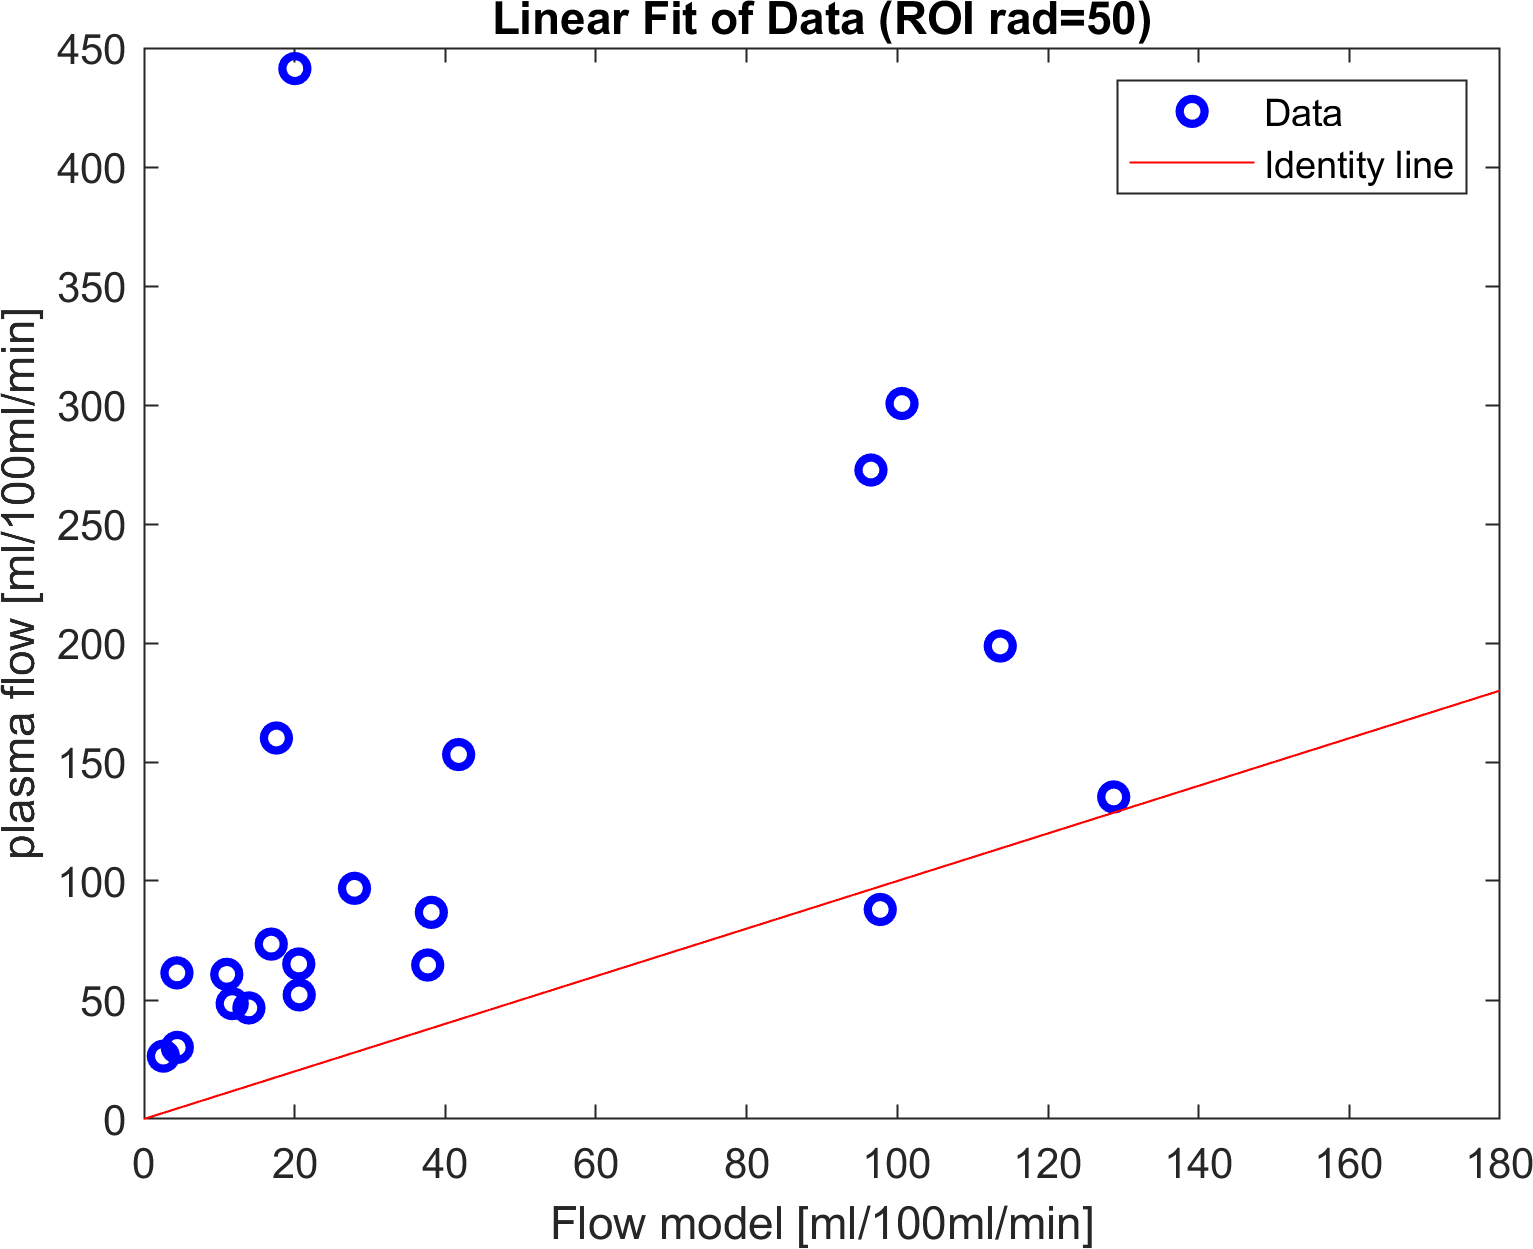 Linear Fit of Data (ROI rad=50)
450
400
350
300
250
200
150
100
50
0
plasma flow [ml/100ml/min]
Data
Identity line
0 20 40 60 80 100 120 140 160 180
Flow model [ml/100ml/min]